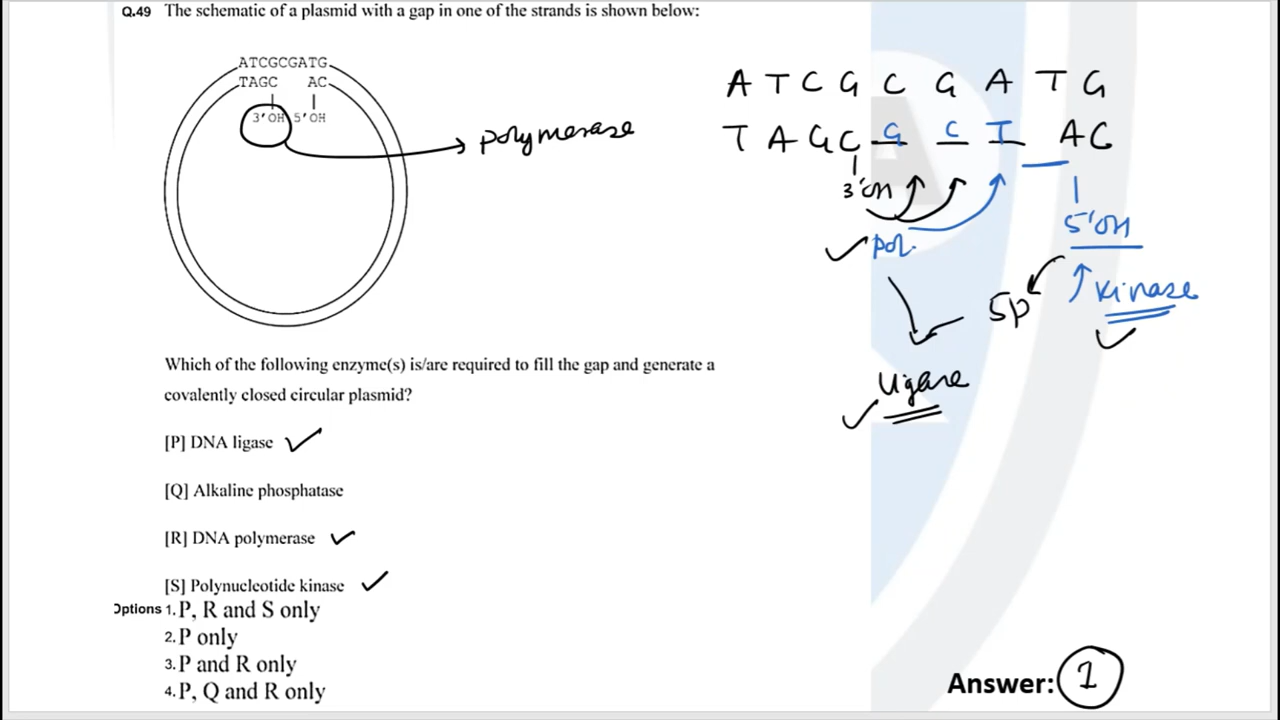 Q.49 The schematic of a plasmid with a gap in one of the strands is shown below:
ATCGCGATG
TAGC AC
3'OH 5'OH
polymerase
A T C G C G A T G
T A G C G C T A C
3'OH
5'OH
pol.
kinase
5P
Ligase
Which of the following enzyme(s) is/are required to fill the gap and generate a
covalently closed circular plasmid?
[P] DNA ligase
[Q] Alkaline phosphatase
[R] DNA polymerase
[S] Polynucleotide kinase
Options 1. P, R and S only
2. P only
3. P and R only
4. P, Q and R only
Answer: 1